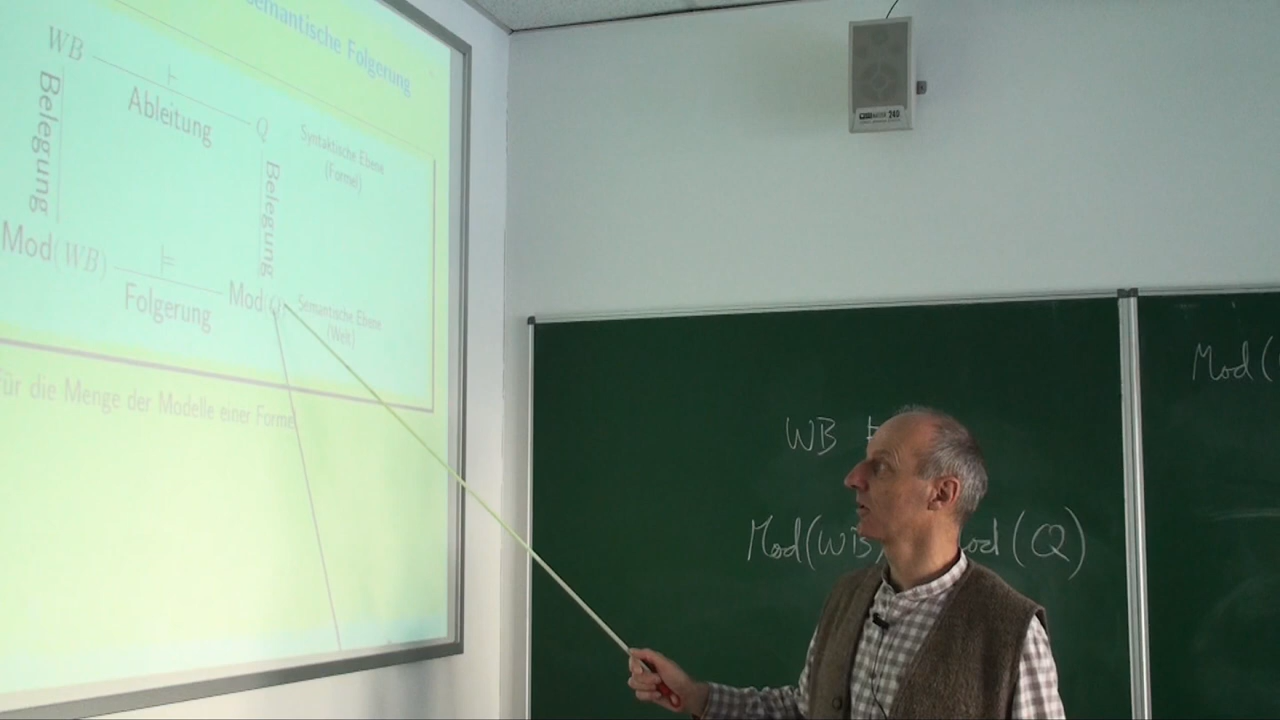 semantische Folgerung
WB ⊢ Q
Ableitung
Belegung
Belegung
Syntaktische Ebene
(Formel)
Mod(WB) ⊨ Mod(Q)
Folgerung
Semantische Ebene
(Welt)
für die Menge der Modelle einer Formel
240
WB ⊨
Mod(WB) Mod(Q)
Mod(